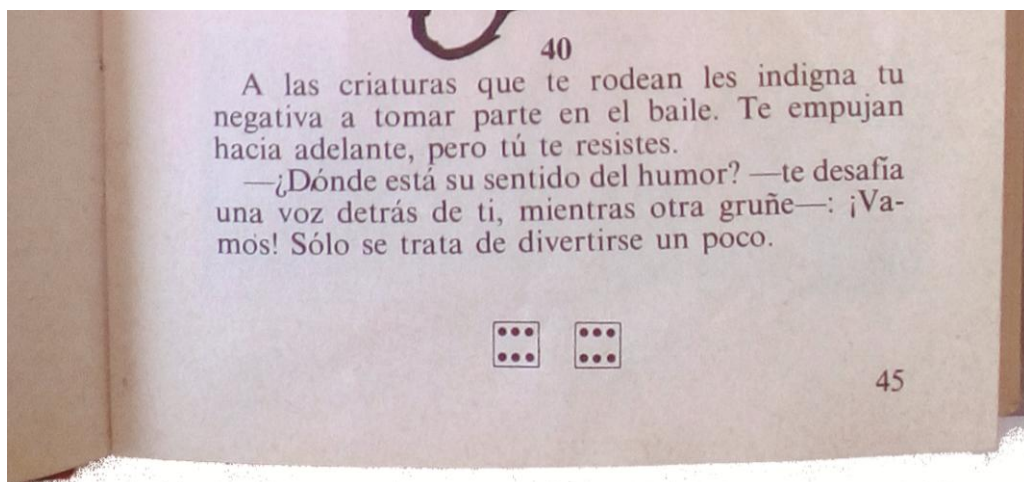 40
A las criaturas que te rodean les indigna tu
negativa a tomar parte en el baile. Te empujan
hacia adelante, pero tú te resistes.
—¿Dónde está su sentido del humor? —te desafía
una voz detrás de ti, mientras otra gruñe—: ¡Va-
mos! Sólo se trata de divertirse un poco.
45